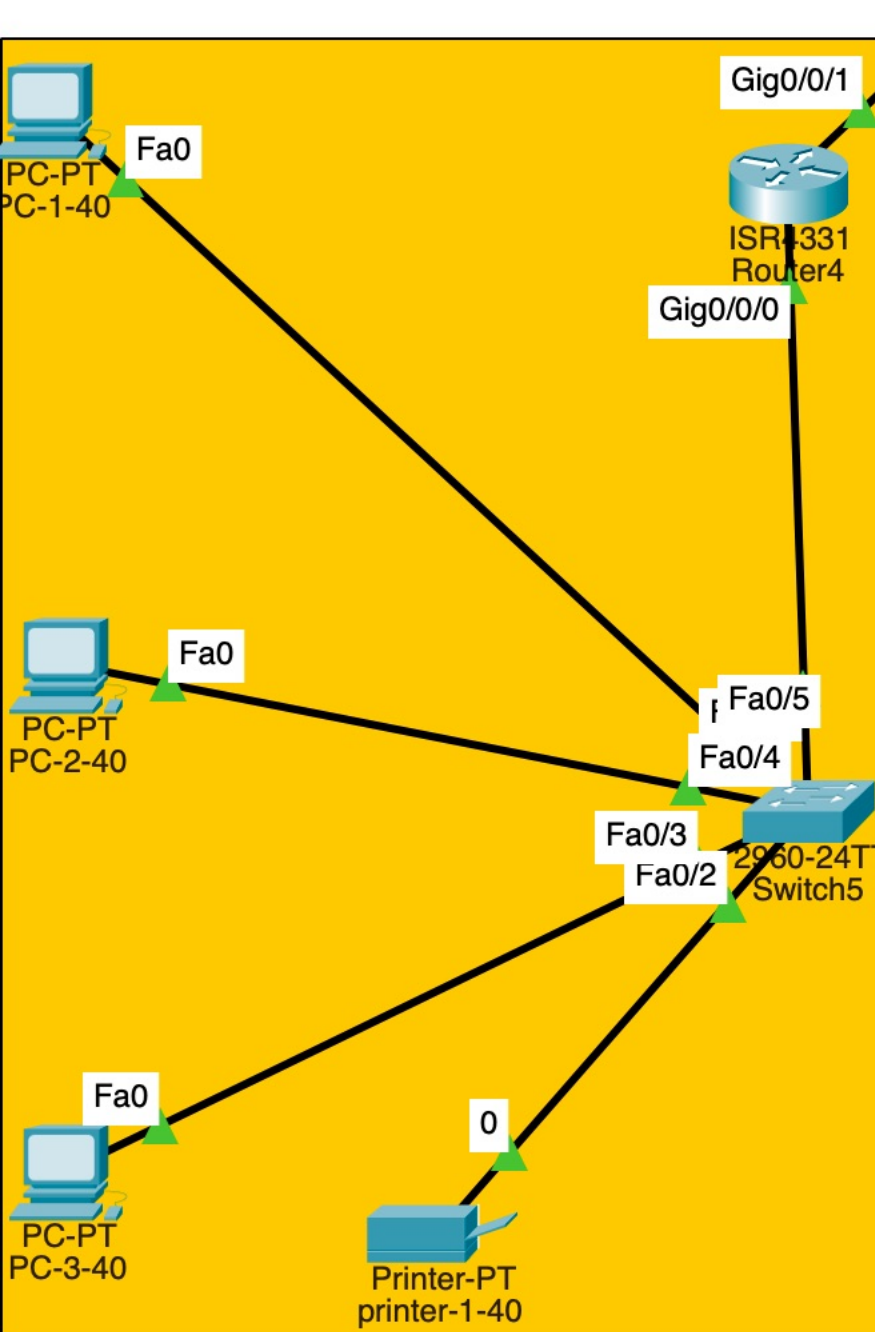 Gig0/0/1
Fa0
PC-PT
PC-1-40
ISR4331
Router4
Gig0/0/0
Fa0
Fa0/5
PC-PT
PC-2-40
Fa0/4
Fa0/3
Fa0/2
2960-24TT
Switch5
Fa0
0
PC-PT
PC-3-40
Printer-PT
printer-1-40